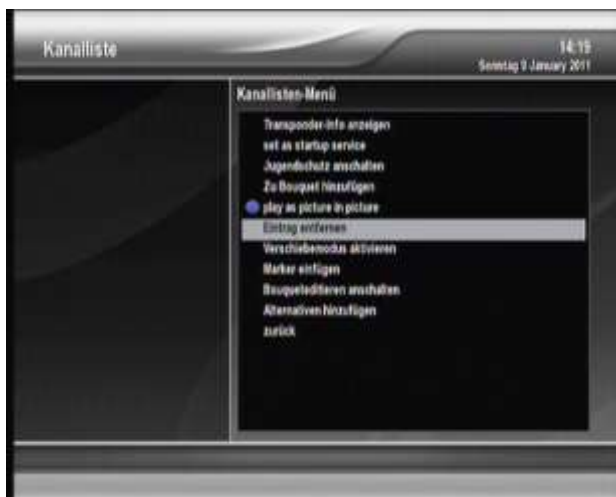 Kanalliste
14:19
Sonntag 9 January 2011
Kanallisten-Menü
Transponder-Info anzeigen
set as startup service
Jugendschutz anschalten
Zu Bouquet hinzufügen
play as picture in picture
Eintrag entfernen
Verschiebemodus aktivieren
Marker einfügen
Bouqueteditieren anschalten
Alternativen hinzufügen
zurück